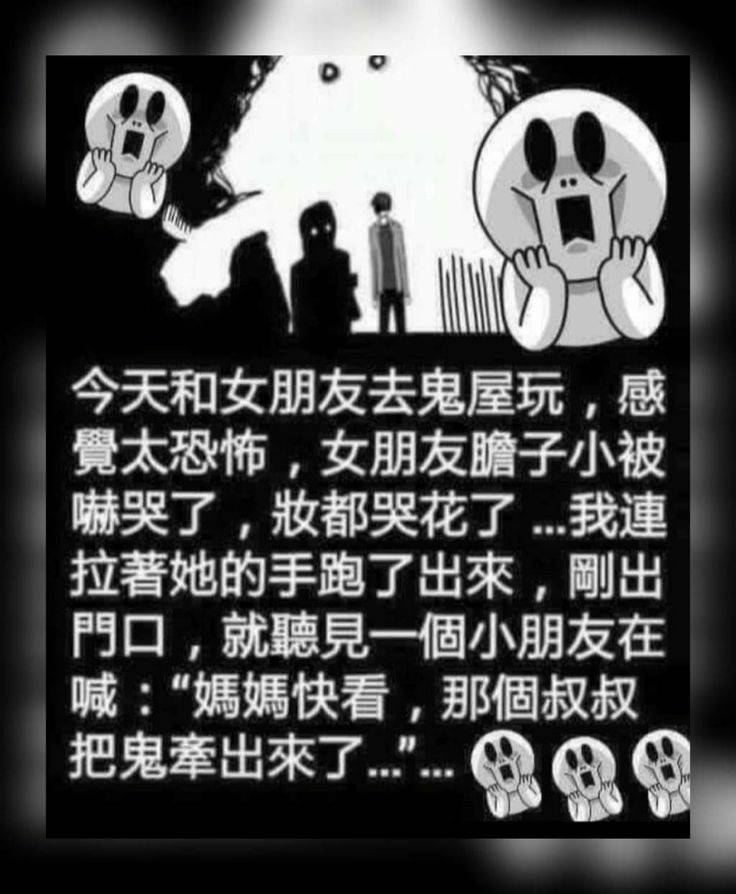 今天和女朋友去鬼屋玩，感
覺太恐怖，女朋友膽子小被
嚇哭了，妝都哭花了...我連
拉著她的手跑了出來，剛出
門口，就聽見一個小朋友在
喊：“媽媽快看，那個叔叔
把鬼牽出來了...”...